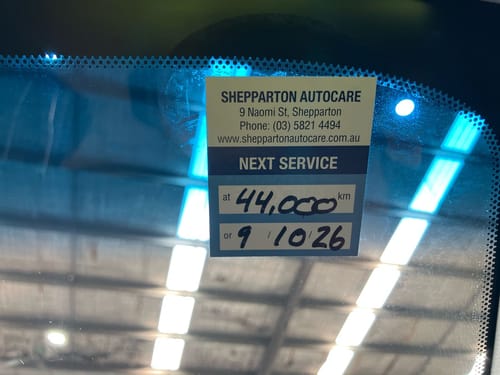 SHEPPARTON AUTOCARE
9 Naomi St, Shepparton
Phone: (03) 5821 4494
www.sheppartonautocare.com.au
NEXT SERVICE
at 44,000 km
or 9 / 10 / 26